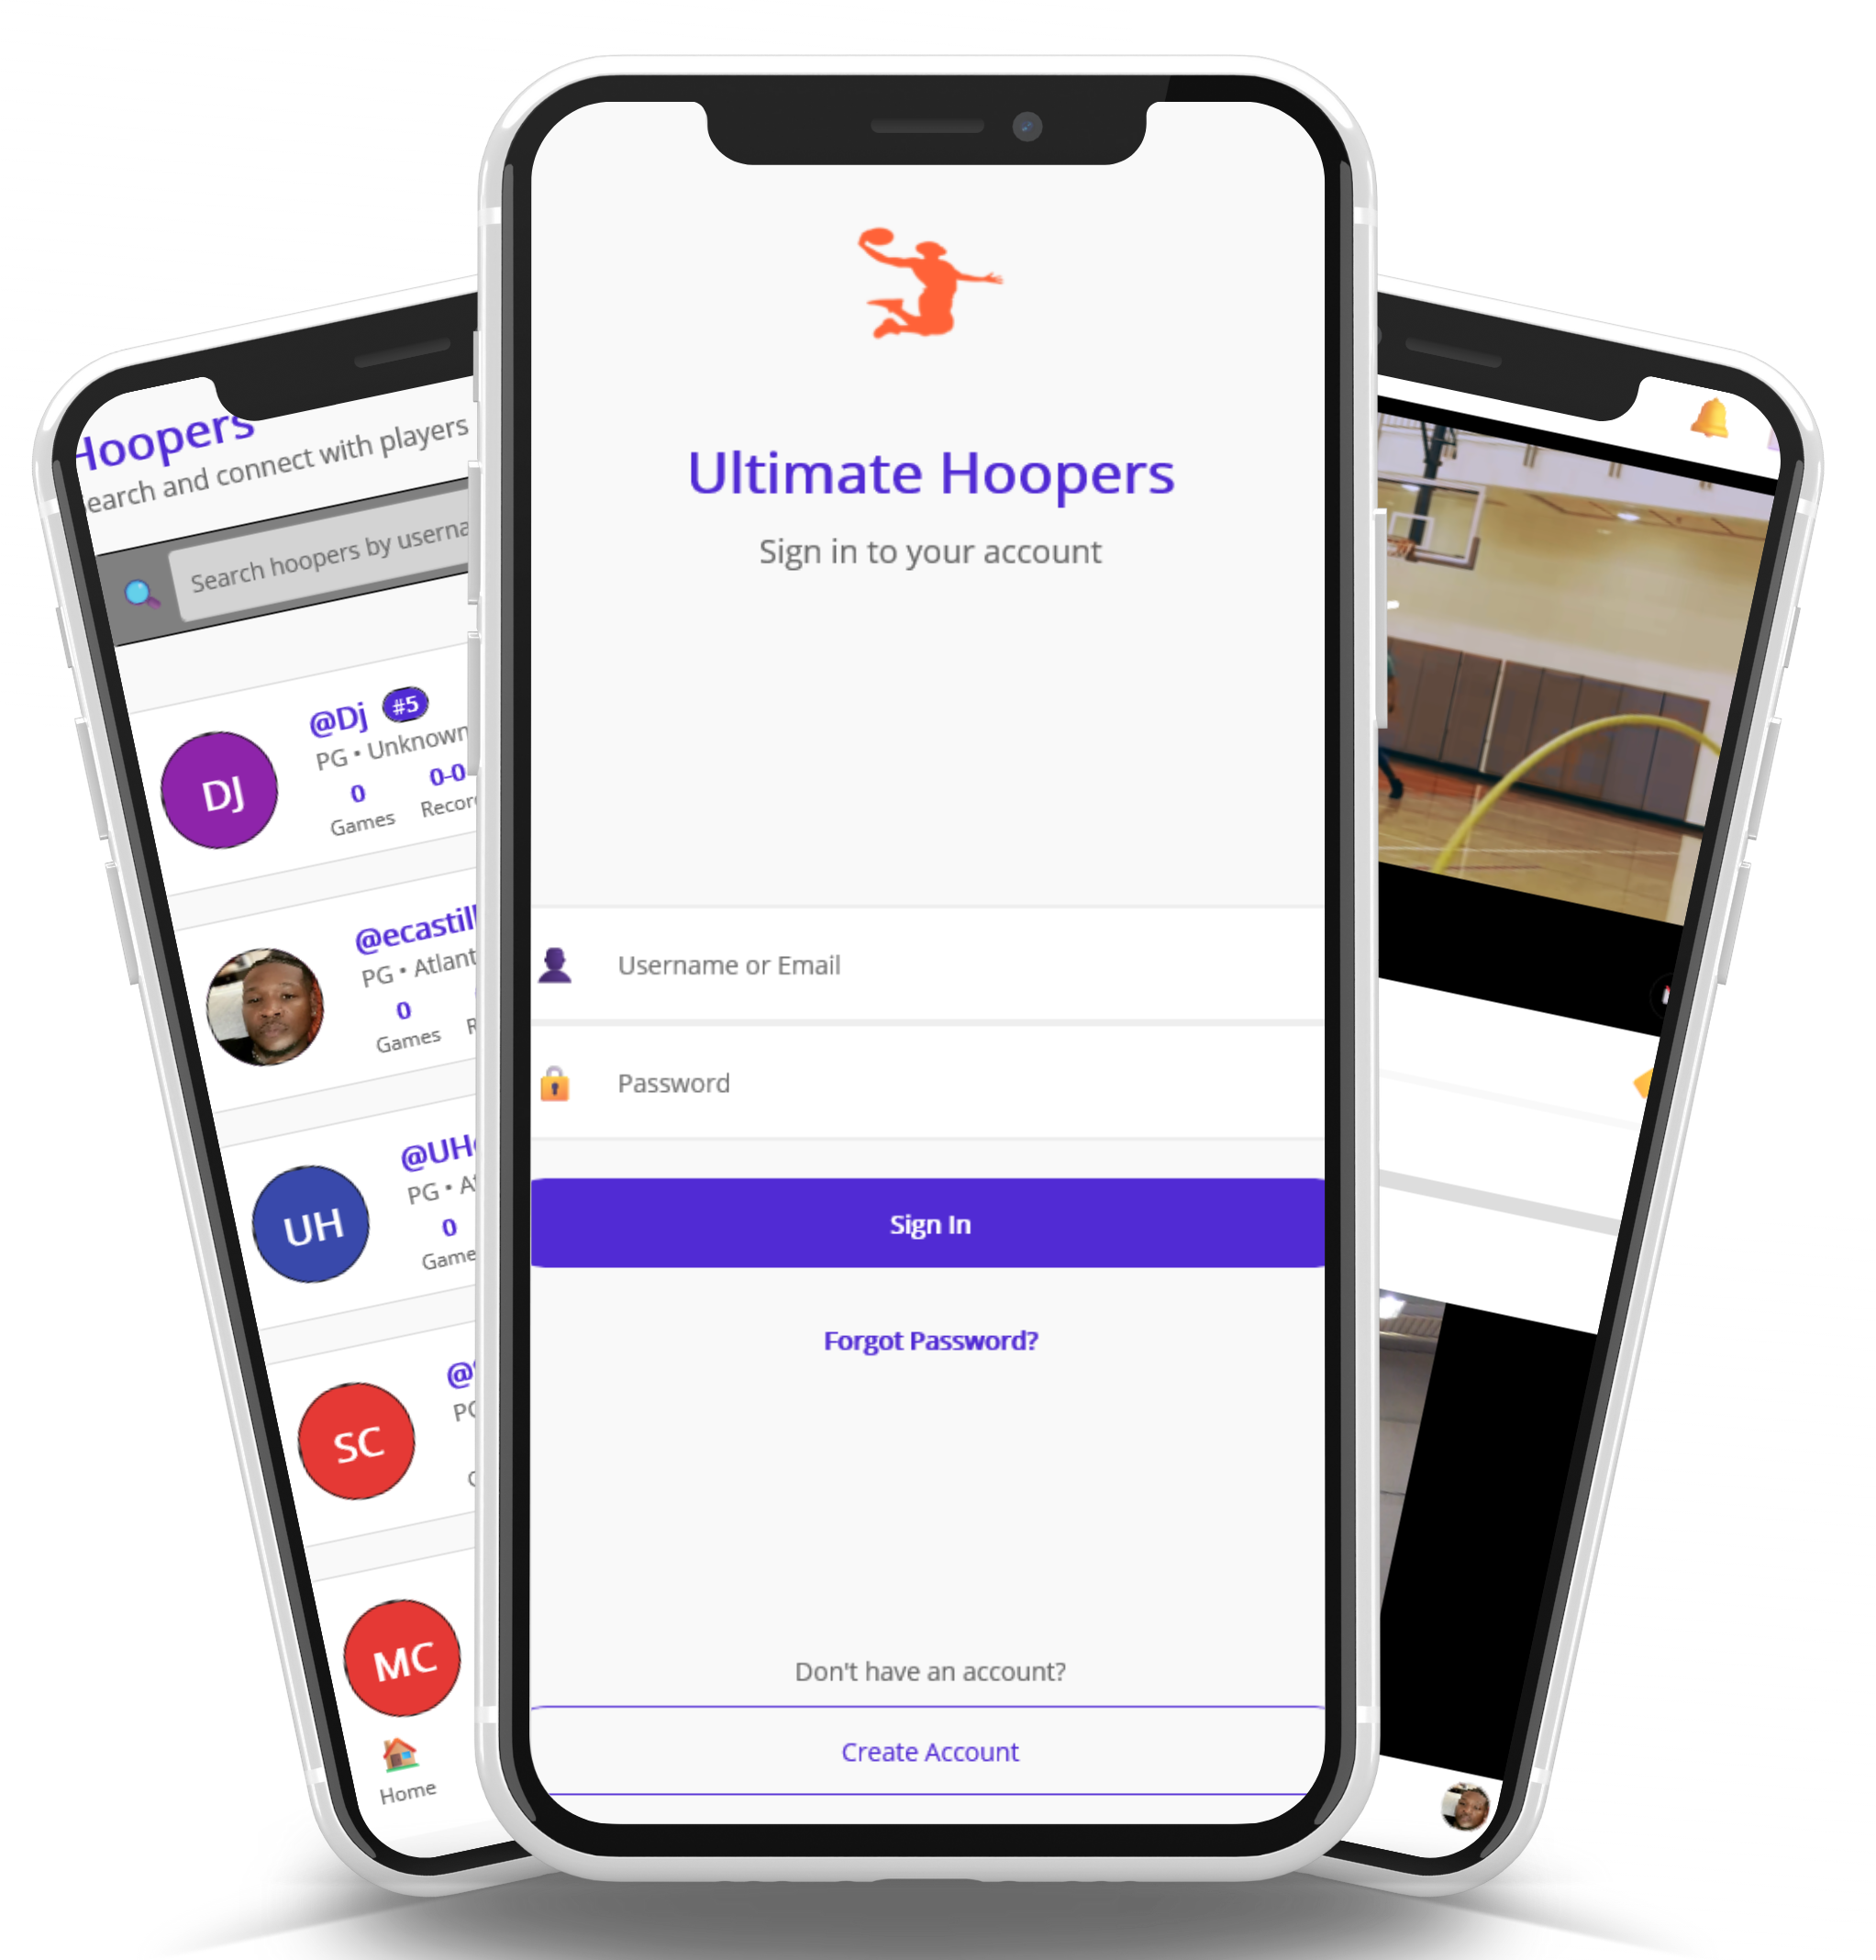 Hoopers
earch and connect with players
Search hoopers by userna
@Dj #5
PG • Unknown
0 0-0
Games Recor
DJ
@ecastill
PG • Atlant
0
Games R
@UH
PG • A
0
Game
UH
@
PG
SC
MC
Home
Ultimate Hoopers
Sign in to your account
Username or Email
Password
Sign In
Forgot Password?
Don't have an account?
Create Account